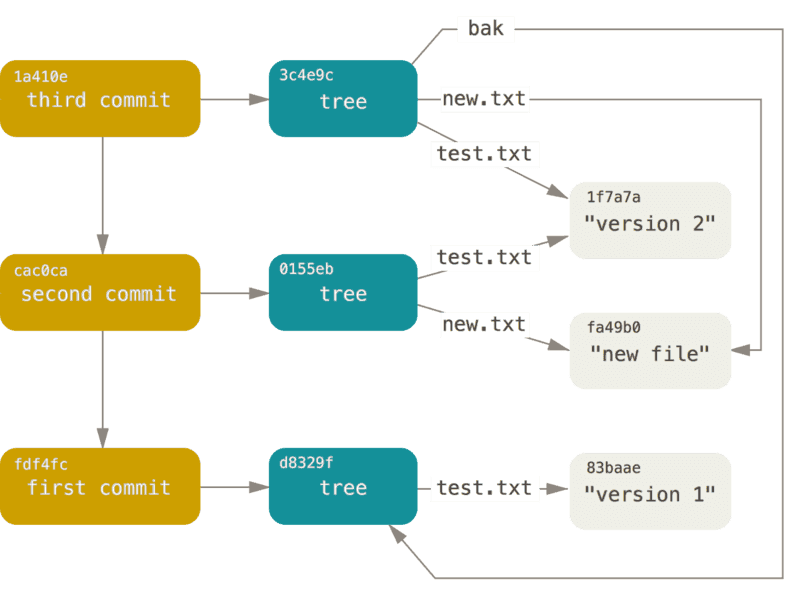 bak
1a410e
third commit
3c4e9c
tree
new.txt
test.txt
1f7a7a
"version 2"
cac0ca
second commit
0155eb
tree
test.txt
new.txt
fa49b0
"new file"
fdf4fc
first commit
d8329f
tree
test.txt
83baae
"version 1"